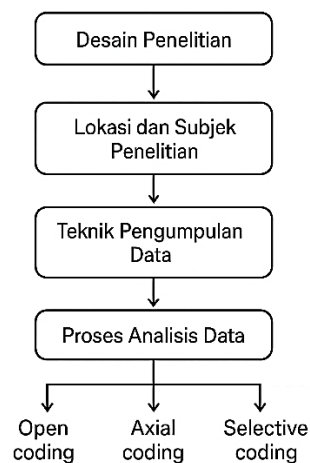 Desain Penelitian
Lokasi dan Subjek
Penelitian
Teknik Pengumpulan
Data
Proses Analisis Data
Open
coding
Axial
coding
Selective
coding